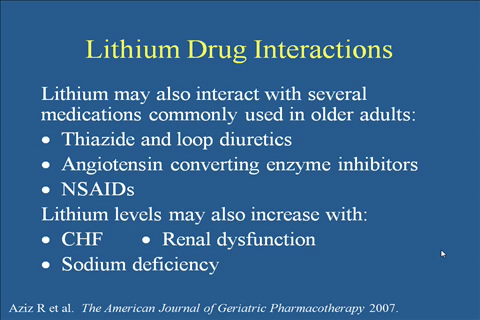 Lithium Drug Interactions
Lithium may also interact with several
medications commonly used in older adults:
• Thiazide and loop diuretics
• Angiotensin converting enzyme inhibitors
• NSAIDs
Lithium levels may also increase with:
• CHF • Renal dysfunction
• Sodium deficiency
Aziz R et al. The American Journal of Geriatric Pharmacotherapy 2007.